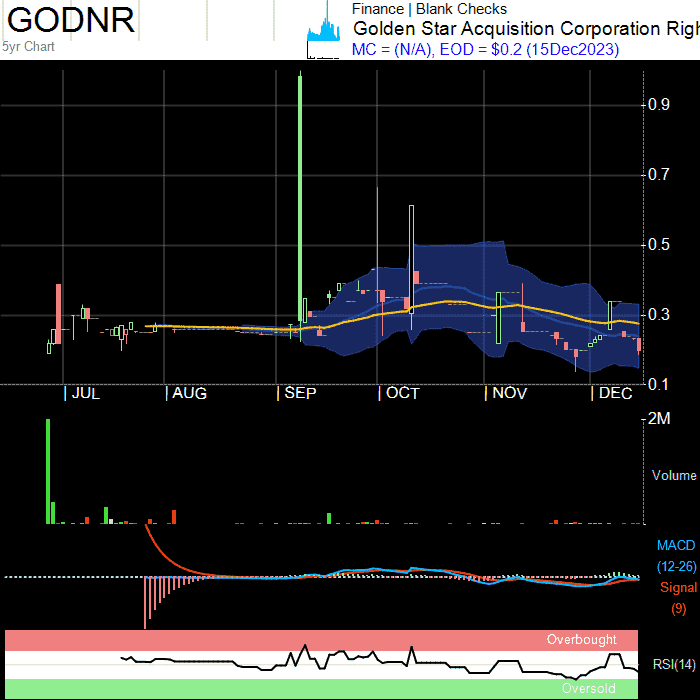 GODNR
5yr Chart
Finance | Blank Checks
Golden Star Acquisition Corporation Righ
MC = (N/A), EOD = $0.2 (15Dec2023)
0.9
0.7
0.5
0.3
0.1
JUL AUG SEP OCT NOV DEC
2M
Volume
MACD
(12-26)
Signal
(9)
Overbought
RSI(14)
Oversold